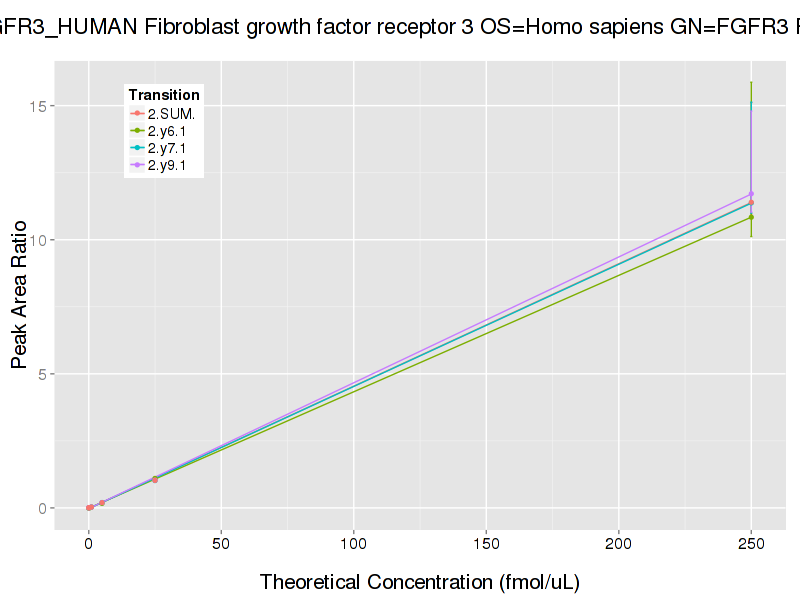 GFR3_HUMAN Fibroblast growth factor receptor 3 OS=Homo sapiens GN=FGFR3
Transition
2.SUM.
2.y6.1
2.y7.1
2.y9.1
15
10
5
0
Peak Area Ratio
0 50 100 150 200 250
Theoretical Concentration (fmol/uL)